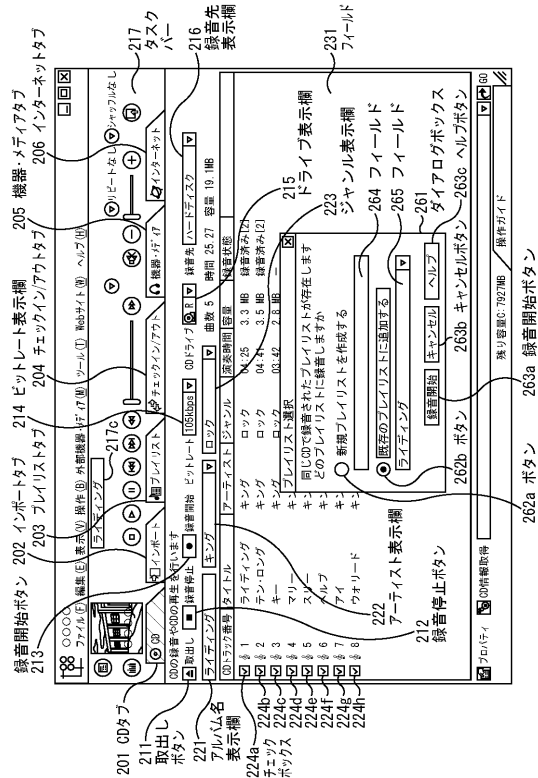 録音開始ボタン 202 インポートタブ
213 203 プレイリストタブ
214 ビットレート表示欄
204 チェックイン/アウトタブ
205 機器・メディアタブ
206 インターネットタブ
217 タスクバー
216 録音先表示欄
217c
201 CDタブ
○○○○
ファイル(F) 編集(E) 表示(V) 操作(B) 外部機器・メディア(M) ツール(T) Webサイト(W) ヘルプ(H)
ライディング
リピートなし シャッフルなし
CD インポート プレイリスト チェックイン/アウト 機器・メディア インターネット
CDの録音やCDの再生を行います
取出し 録音停止 録音開始 ビットレート 105kbps CDドライブ R 録音先 ハードディスク
ライディング キング ロック 曲数 5 時間 25.27 容量 19.1MB
CDトラック番号 タイトル アーティスト ジャンル 演奏時間 容量 録音状態
1 ライディング キング ロック 04:25 3.3 MB 録音済み[2]
2 テン・ロング キング ロック 04:41 3.5 MB 録音済み[2]
3 キー キング ロック 03:42 2.8 MB –
4 マリー キン
5 スリー キン
6 ヘルプ キン
7 アイ キン
8 ウォリード キ
プレイリスト選択
同じCDで録音されたプレイリストが存在します
どのプレイリストに録音しますか
新規プレイリストを作成する
既存のプレイリストに追加する
ライディング
録音開始 キャンセル ヘルプ
プロパティ CD情報取得
残り容量C: 7927MB 操作ガイド
GO
211 取出しボタン
221 アルバム名表示欄
224a
チェックボックス
224b
224c
224d
224e
224f
224g
224h
212 録音停止ボタン
222 アーティスト表示欄
262a ボタン
262b ボタン
263a 録音開始ボタン
263b キャンセルボタン
263c ヘルプボタン
261 ダイアログボックス
265 フィールド
264 フィールド
223 ジャンル表示欄
215 ドライブ表示欄
231 フィールド